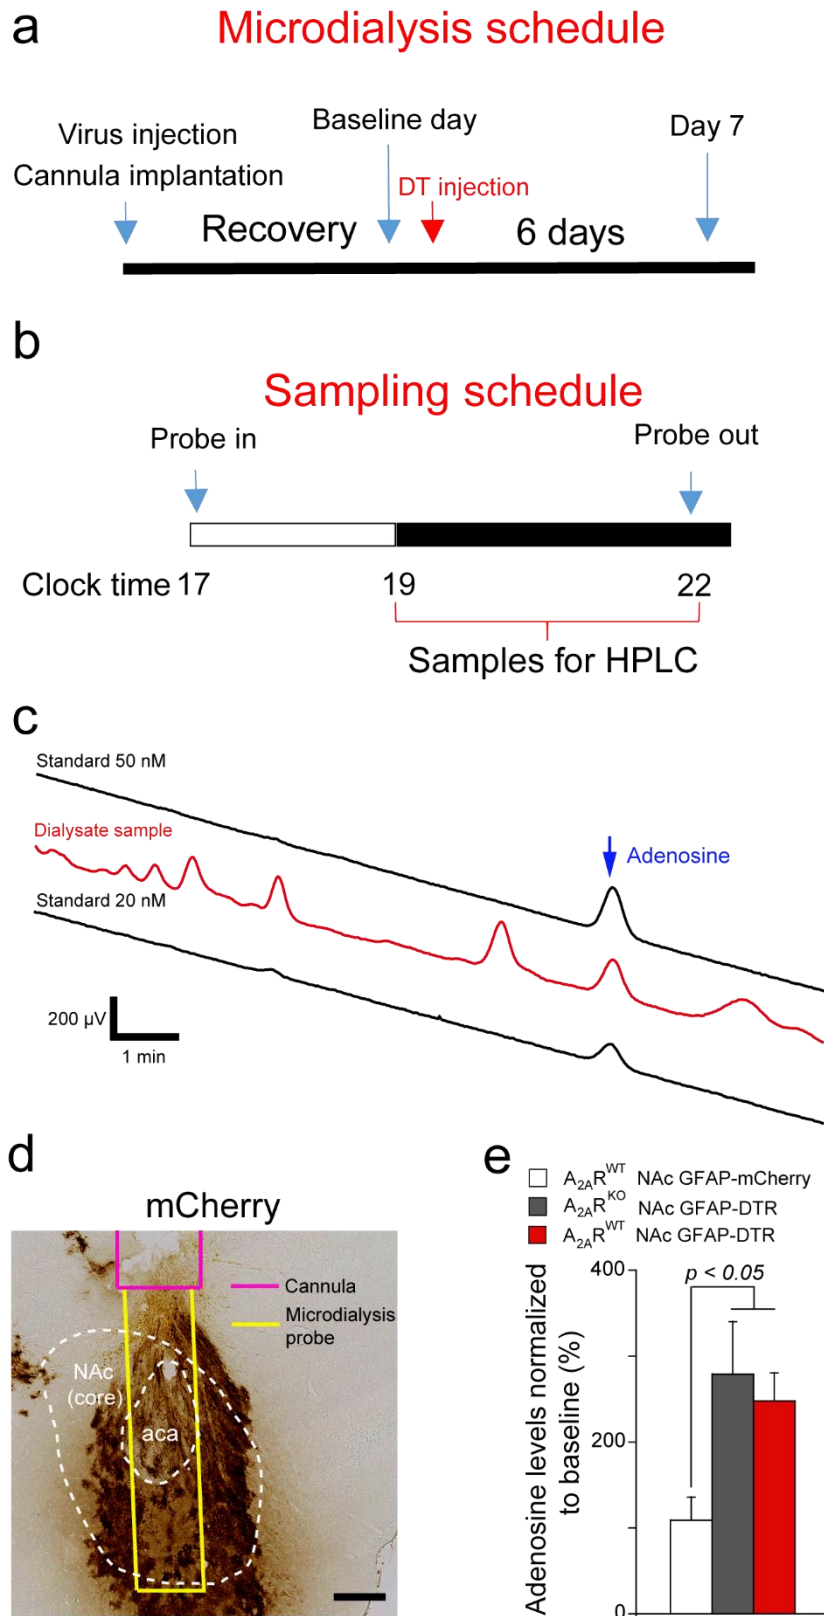 a
Microdialysis schedule
Virus injection
Cannula implantation
Baseline day
Day 7
DT injection
Recovery
6 days
b
Sampling schedule
Probe in
Probe out
Clock time 17
19
22
Samples for HPLC
c
Standard 50 nM
Dialysate sample
Adenosine
Standard 20 nM
200 µV
1 min
d
mCherry
Cannula
Microdialysis
probe
NAc
(core)
aca
e
A2AR^WT NAc GFAP-mCherry
A2AR^KO NAc GFAP-DTR
A2AR^WT NAc GFAP-DTR
Adenosine levels normalized
to baseline (%)
400
p < 0.05
200
0